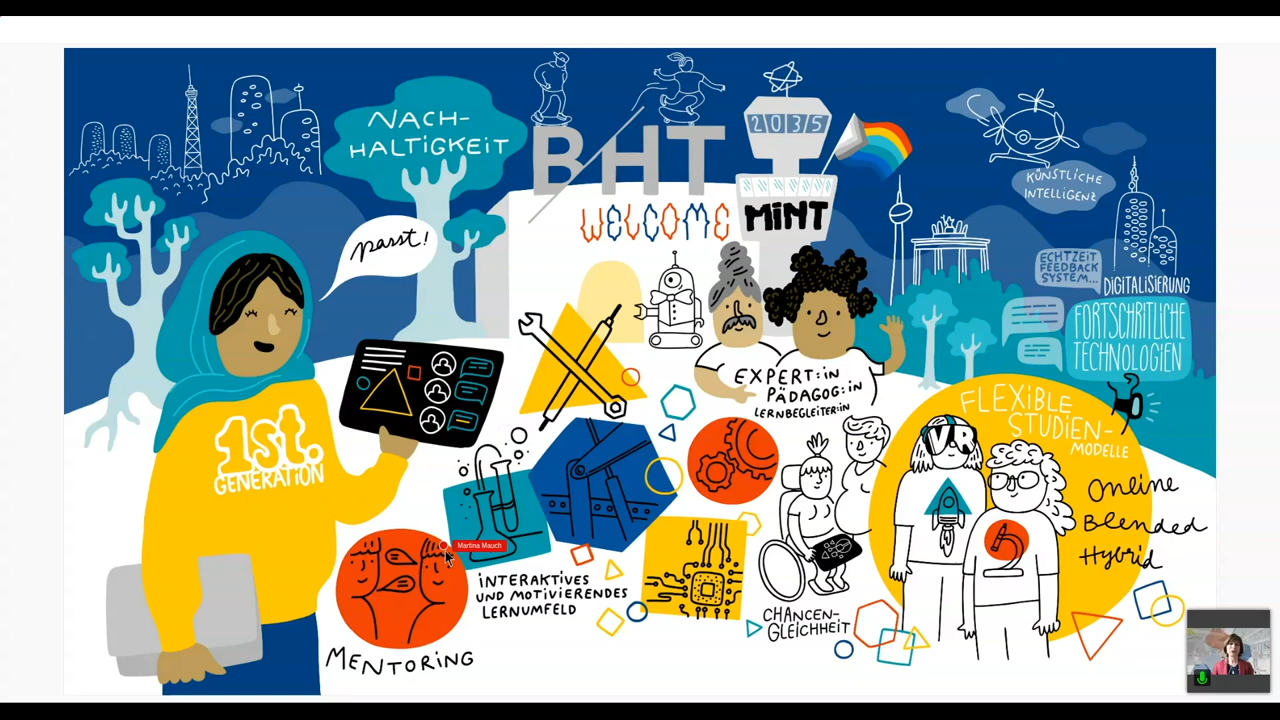 NACH-
HALTIGKEIT
BHT
2035
WELCOME
MINT
passt!
KÜNSTLICHE
INTELLIGENZ
ECHTZEIT
FEEDBACK
SYSTEM...
DIGITALISIERUNG
FORTSCHRITLICHE
TECHNOLOGIEN
1st.
GENERATION
EXPERT:IN
PÄDAGOG:IN
LERNBEGLEITER:IN
FLEXIBLE
STUDIEN-
MODELLE
V.R
Online
Blended
Hybrid
Martina Mauch
INTERAKTIVES
UND MOTIVIERENDES
LERNUMFELD
CHANCEN-
GLEICHHEIT
MENTORING